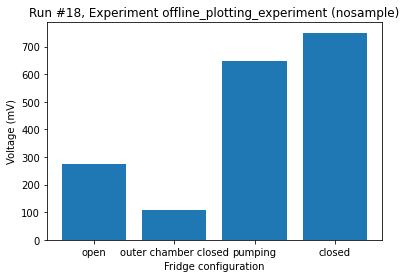 Run #18, Experiment offline_plotting_experiment (nosample)
Voltage (mV)
700
600
500
400
300
200
100
0
open outer chamber closed pumping closed
Fridge configuration